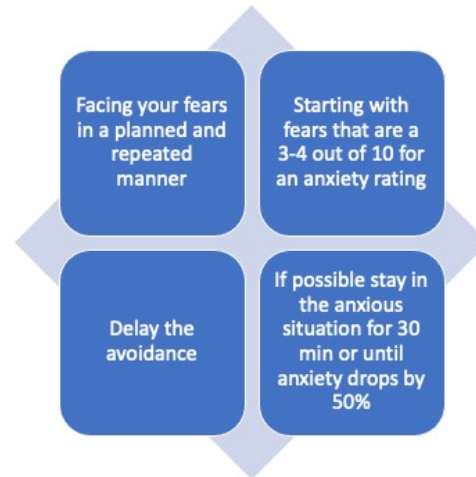 Facing your fears
in a planned and
repeated
manner
Starting with
fears that are a
3-4 out of 10 for
an anxiety rating
Delay the
avoidance
If possible stay in
the anxious
situation for 30
min or until
anxiety drops by
50%